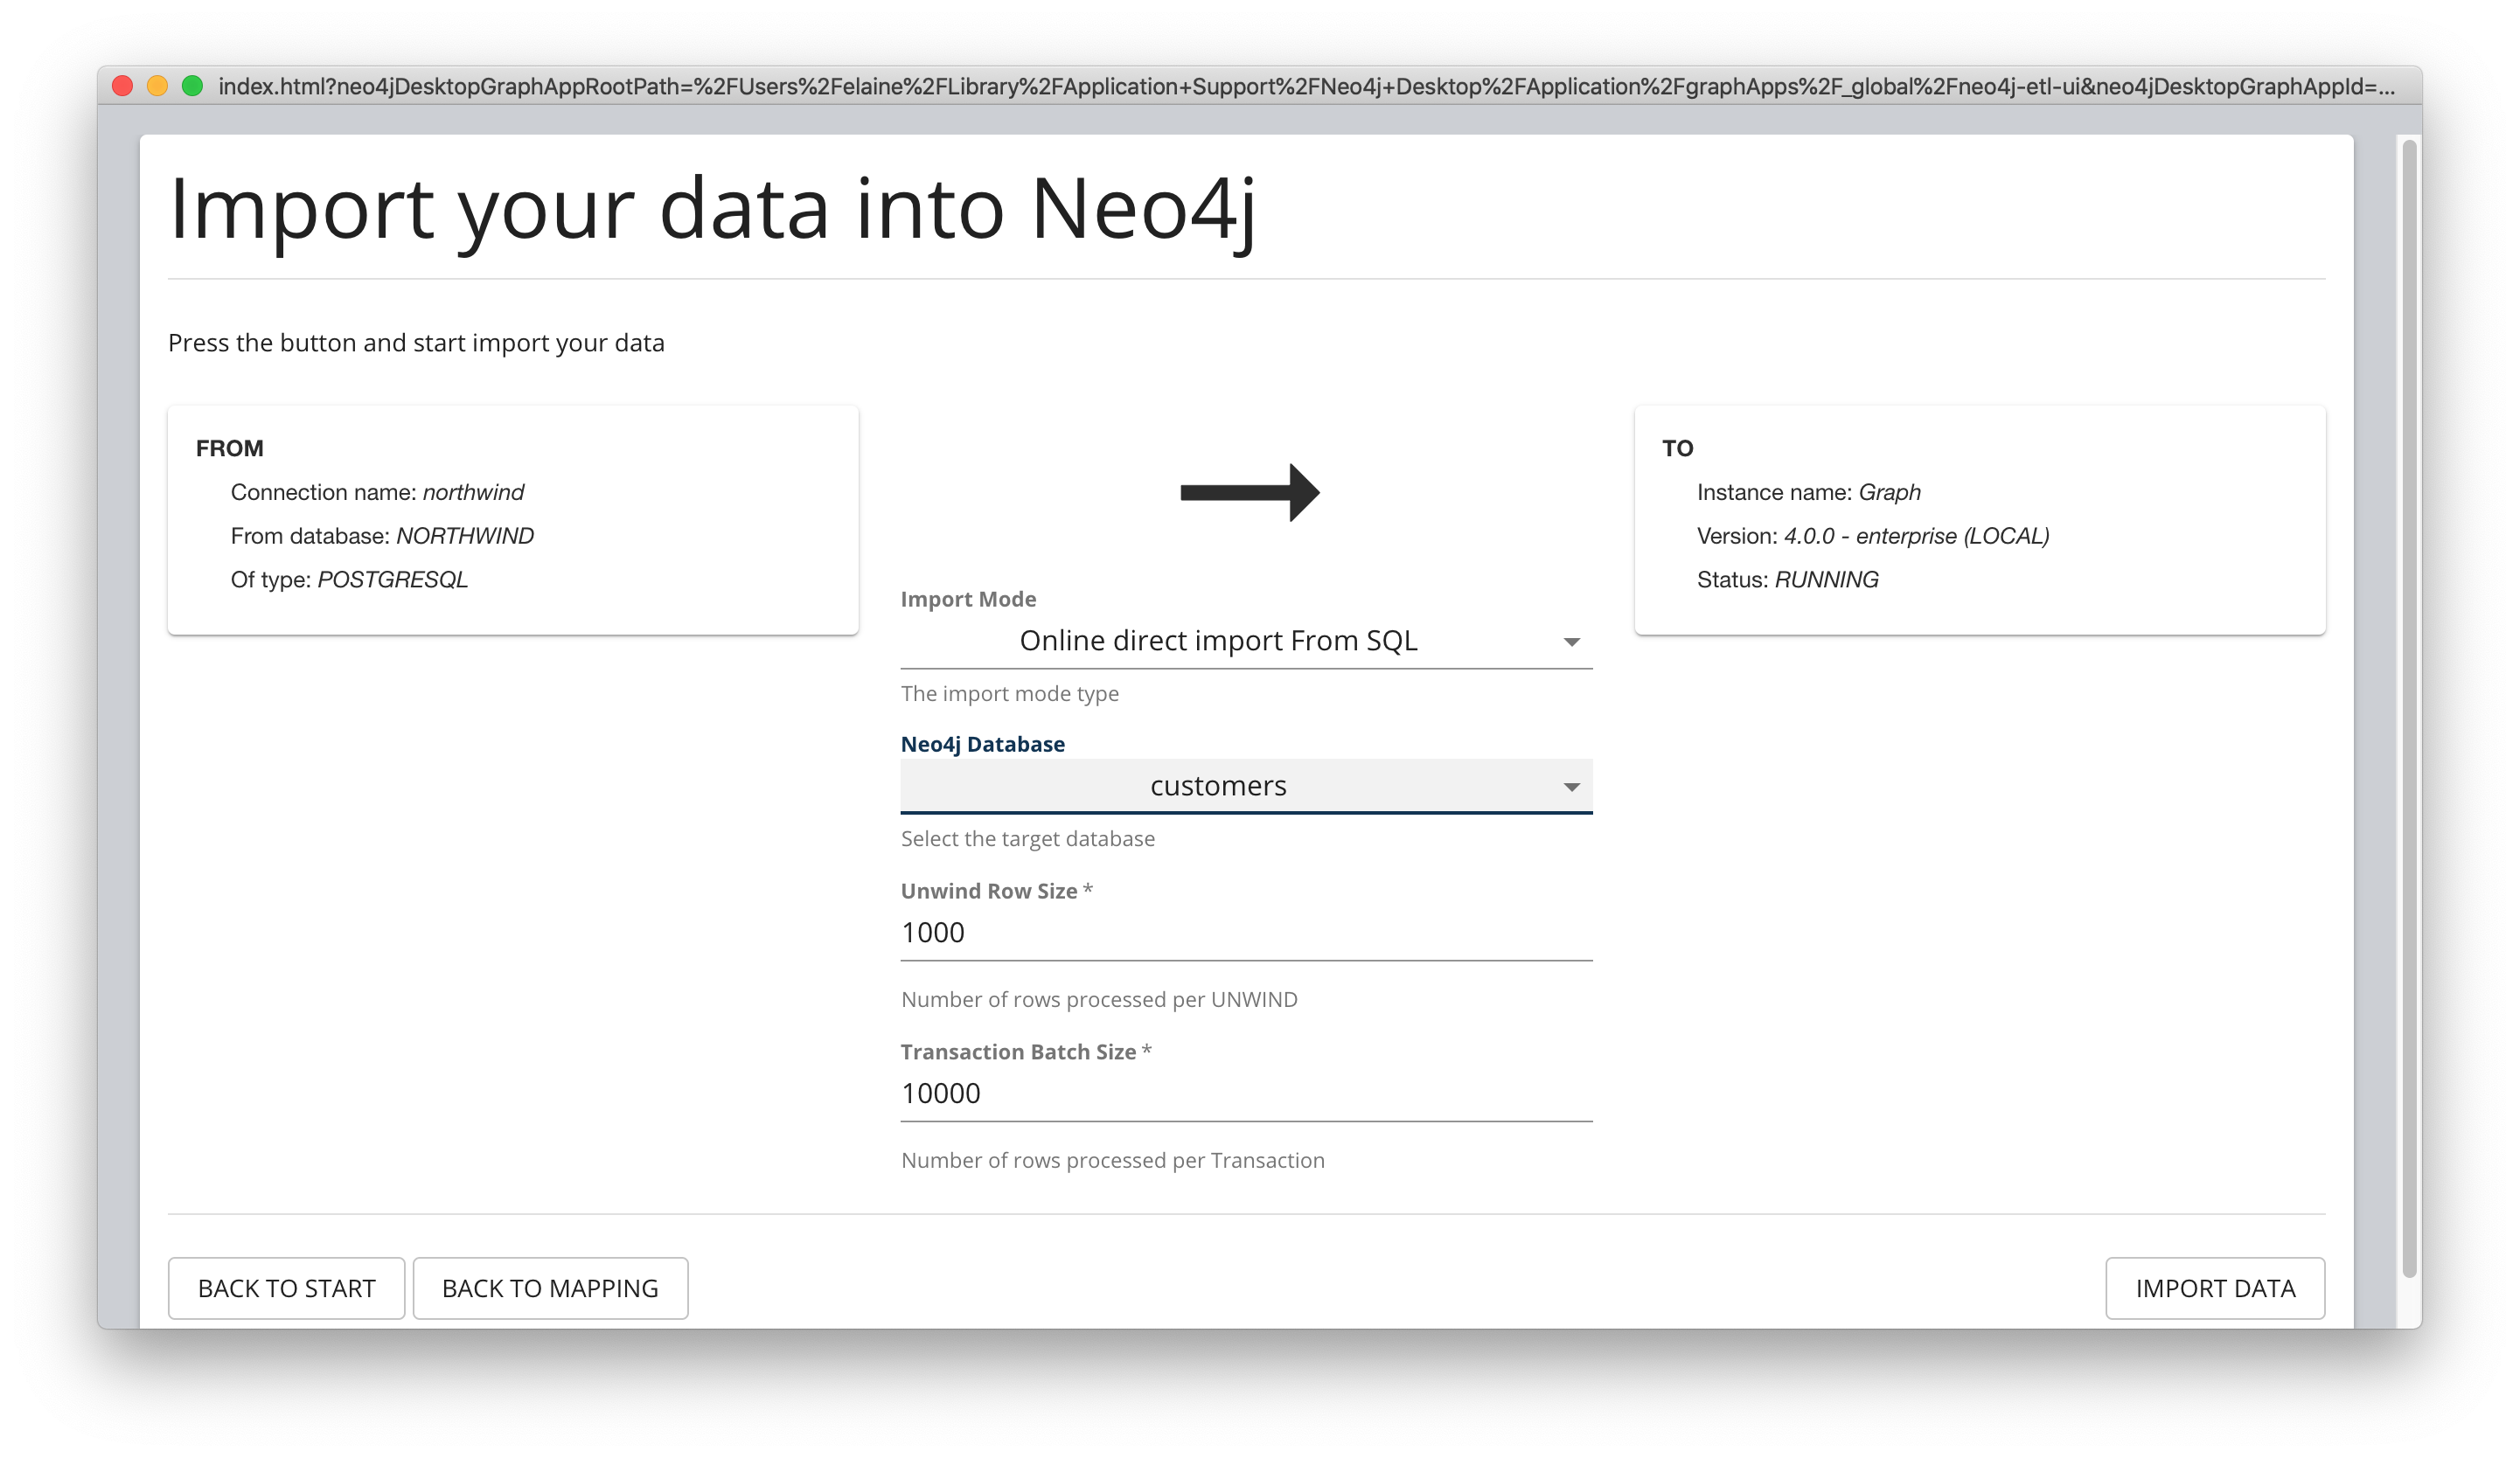 index.html?neo4jDesktopGraphAppRootPath=%2FUsers%2Felaine%2FLibrary%2FApplication+Support%2FNeo4j+Desktop%2FApplication%2FgraphApps%2F_global%2Fneo4j-etl-ui&neo4jDesktopGraphAppId=...
Import your data into Neo4j
Press the button and start import your data
FROM
Connection name: northwind
From database: NORTHWIND
Of type: POSTGRESQL
TO
Instance name: Graph
Version: 4.0.0 - enterprise (LOCAL)
Status: RUNNING
Import Mode
Online direct import From SQL
The import mode type
Neo4j Database
customers
Select the target database
Unwind Row Size *
1000
Number of rows processed per UNWIND
Transaction Batch Size *
10000
Number of rows processed per Transaction
BACK TO START
BACK TO MAPPING
IMPORT DATA